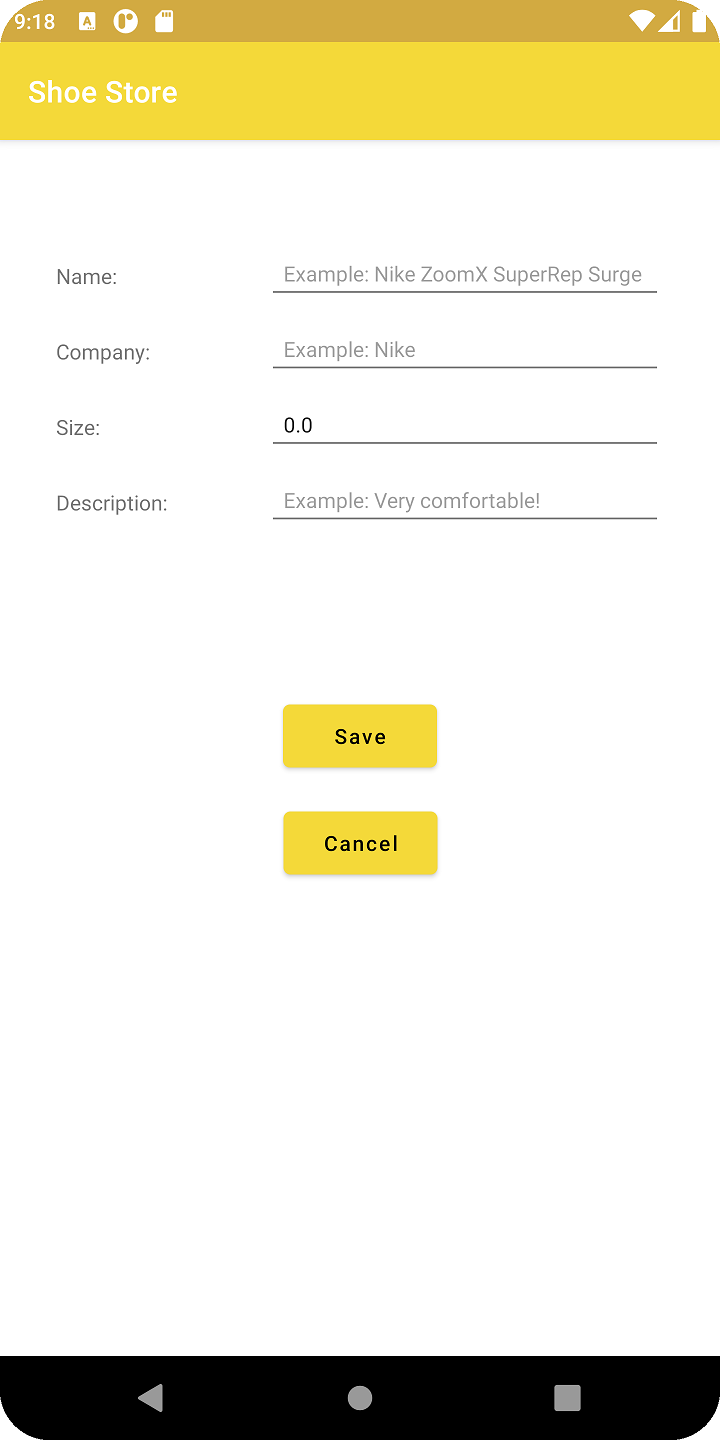 9:18
Shoe Store
Name: Example: Nike ZoomX SuperRep Surge
Company: Example: Nike
Size: 0.0
Description: Example: Very comfortable!
Save
Cancel